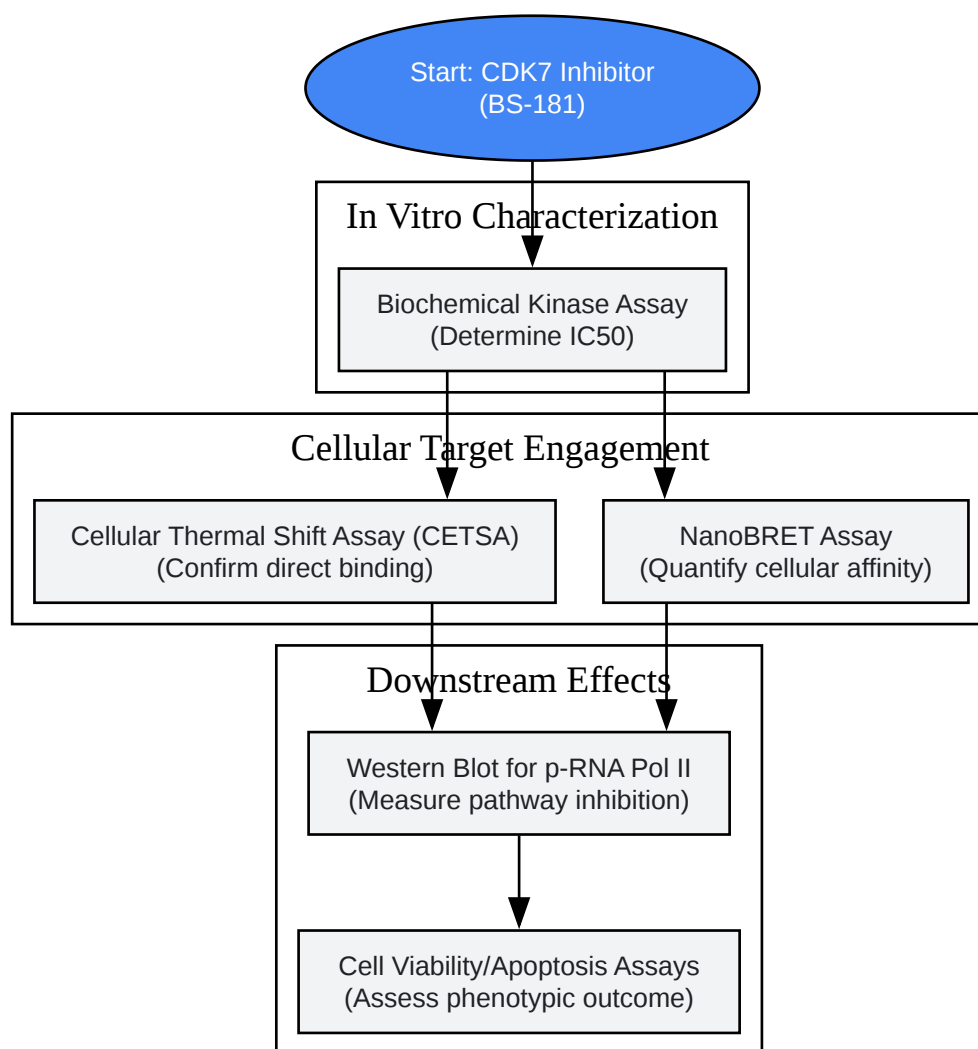 Start: CDK7 Inhibitor
(BS-181)
In Vitro Characterization
Biochemical Kinase Assay
(Determine IC50)
Cellular Target Engagement
Cellular Thermal Shift Assay (CETSA)
(Confirm direct binding)
NanoBRET Assay
(Quantify cellular affinity)
Downstream Effects
Western Blot for p-RNA Pol II
(Measure pathway inhibition)
Cell Viability/Apoptosis Assays
(Assess phenotypic outcome)